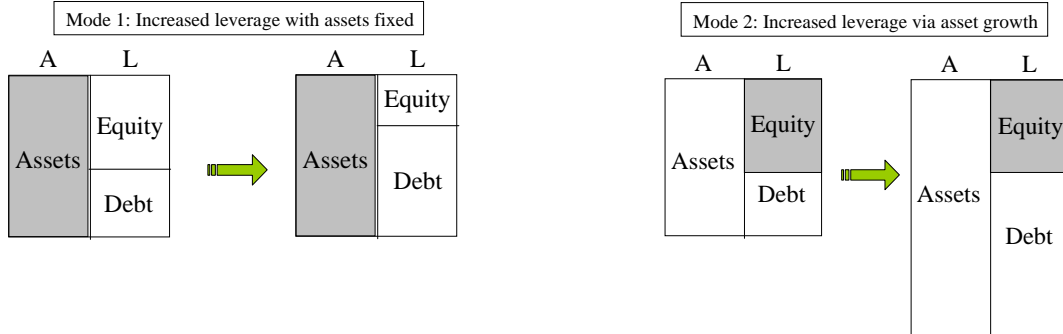 Mode 1: Increased leverage with assets fixed
A L
Assets
Equity
Debt
A L
Assets
Equity
Debt
Mode 2: Increased leverage via asset growth
A L
Assets
Equity
Debt
A L
Assets
Equity
Debt